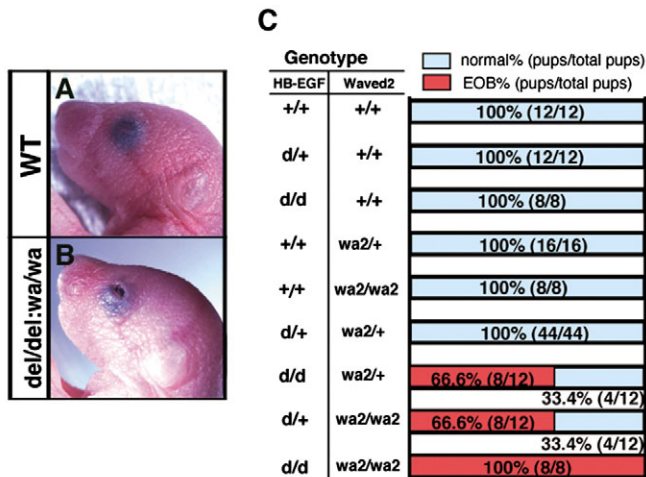 A
WT
B
del/del:wa/wa
C
Genotype
HB-EGF Waved2
normal% (pups/total pups)
EOB% (pups/total pups)
+/+ +/+ 100% (12/12)
d/+ +/+ 100% (12/12)
d/d +/+ 100% (8/8)
+/+ wa2/+ 100% (16/16)
+/+ wa2/wa2 100% (8/8)
d/+ wa2/+ 100% (44/44)
d/d wa2/+ 66.6% (8/12)
33.4% (4/12)
d/+ wa2/wa2 66.6% (8/12)
33.4% (4/12)
d/d wa2/wa2 100% (8/8)